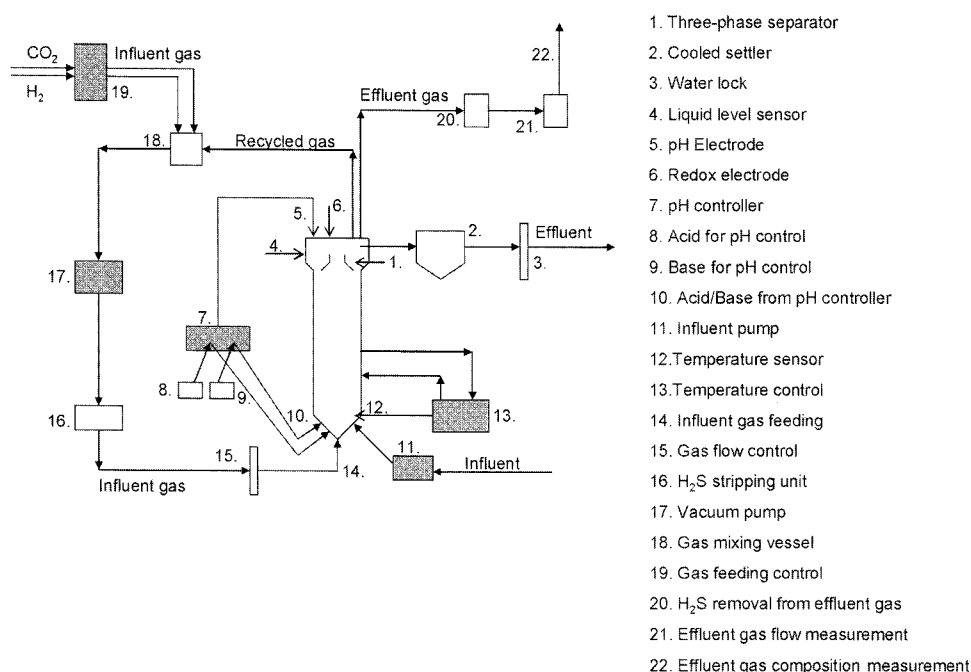 CO2
H2
Influent gas
19.
18.
Recycled gas
Effluent gas
20.
21.
22.
17.
5.
6.
4.
1.
2.
3.
Effluent
7.
8.
9.
10.
12.
13.
11.
Influent
16.
15.
14.
Influent gas
1. Three-phase separator
2. Cooled settler
3. Water lock
4. Liquid level sensor
5. pH Electrode
6. Redox electrode
7. pH controller
8. Acid for pH control
9. Base for pH control
10. Acid/Base from pH controller
11. Influent pump
12.Temperature sensor
13.Temperature control
14. Influent gas feeding
15. Gas flow control
16. H2S stripping unit
17. Vacuum pump
18. Gas mixing vessel
19. Gas feeding control
20. H2S removal from effluent gas
21. Effluent gas flow measurement
22. Effluent gas composition measurement